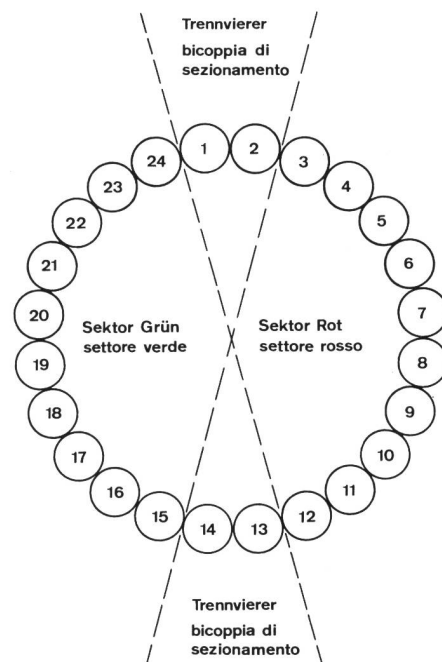 Trennvierer
bicoppia di
sezionamento
1
2
3
4
5
6
7
8
9
10
11
12
13
14
15
16
17
18
19
20
21
22
23
24
Sektor Grün
settore verde
Sektor Rot
settore rosso
Trennvierer
bicoppia di
sezionamento